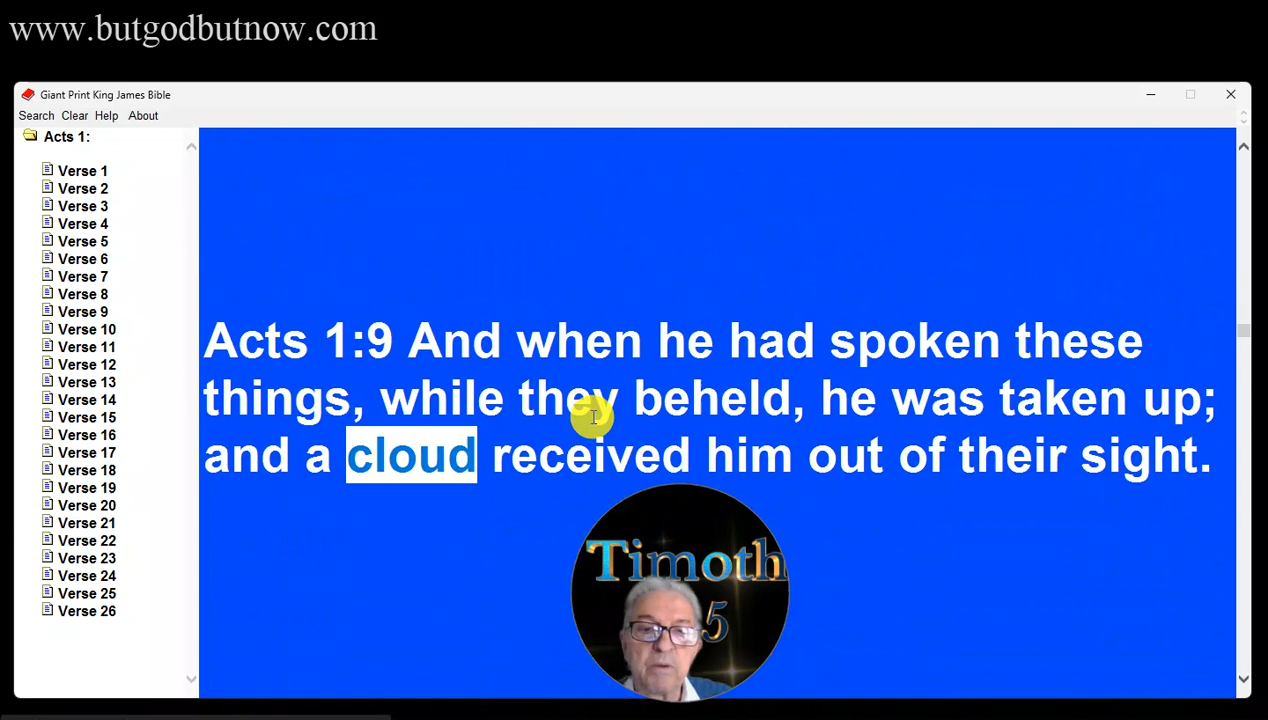 www.butgodbutnow.com
Giant Print King James Bible
Search Clear Help About
Acts 1:
Verse 1
Verse 2
Verse 3
Verse 4
Verse 5
Verse 6
Verse 7
Verse 8
Verse 9
Verse 10
Verse 11
Verse 12
Verse 13
Verse 14
Verse 15
Verse 16
Verse 17
Verse 18
Verse 19
Verse 20
Verse 21
Verse 22
Verse 23
Verse 24
Verse 25
Verse 26
Acts 1:9 And when he had spoken these
things, while they beheld, he was taken up;
and a cloud received him out of their sight.
Timoth
5